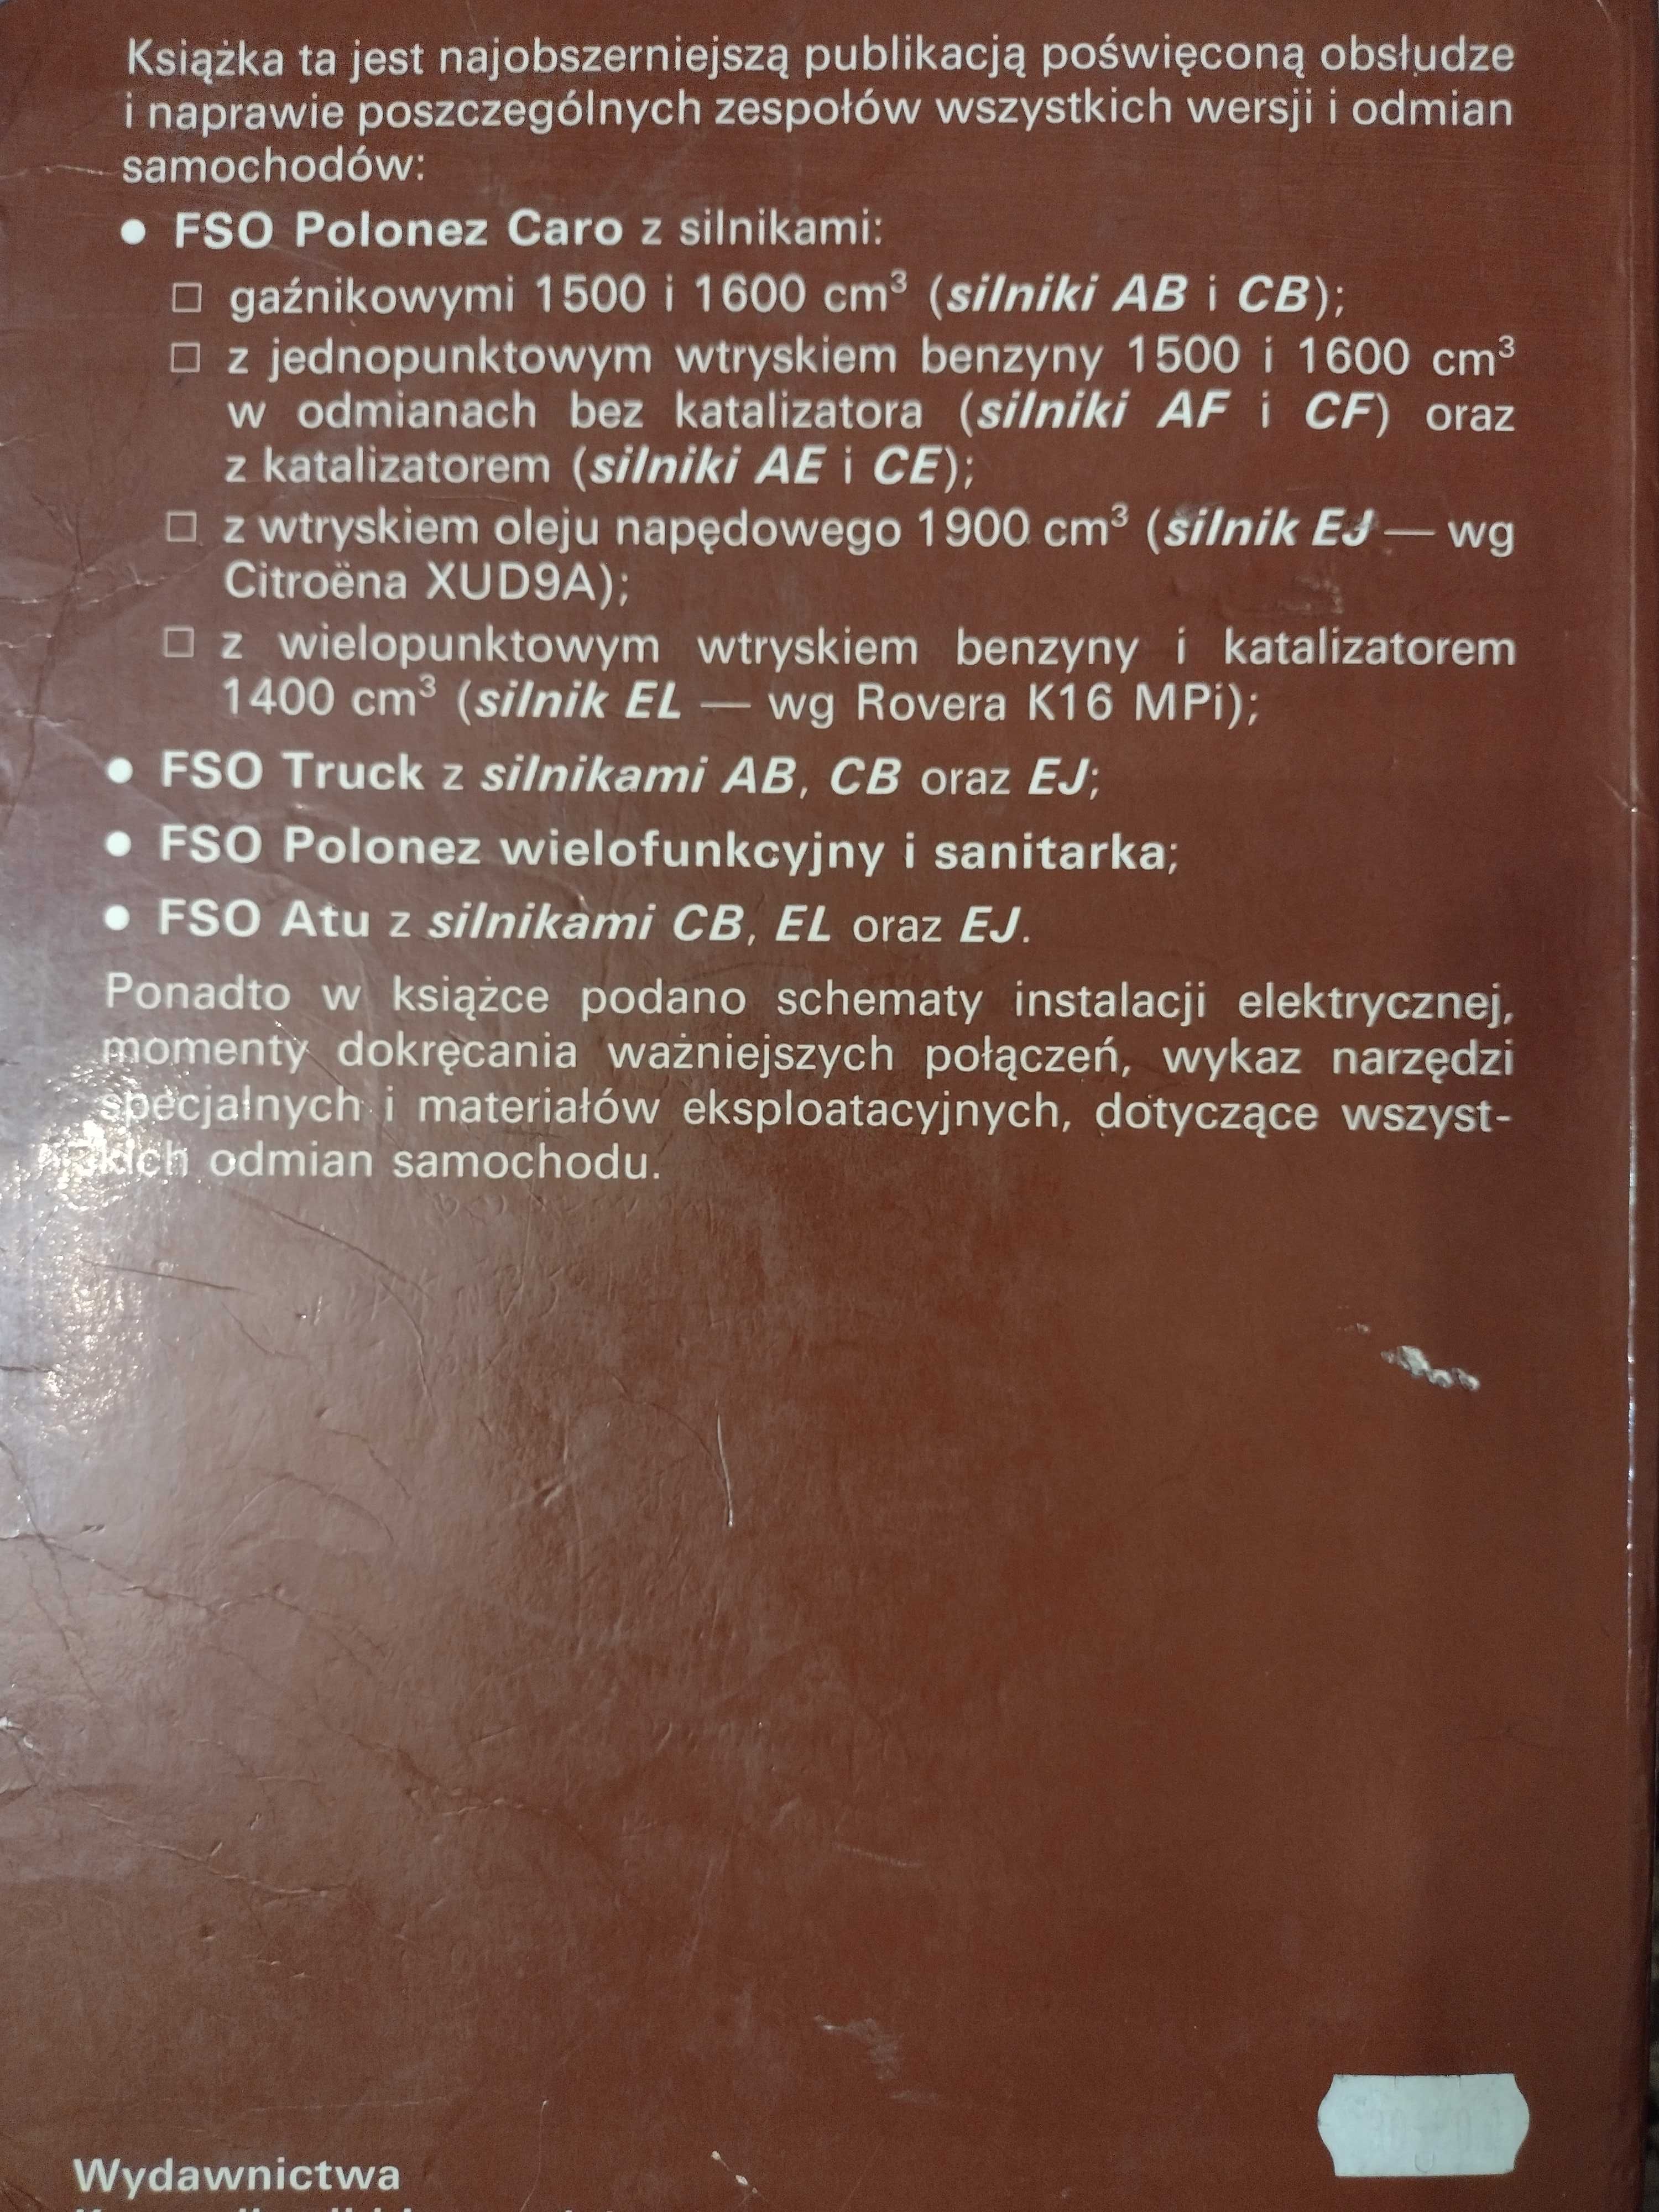 Książka ta jest najobszerniejszą publikacją poświęconą obsłudze
i naprawie poszczególnych zespołów wszystkich wersji i odmian
samochodów:
● FSO Polonez Caro z silnikami:
□ gaźnikowymi 1500 i 1600 cm³ (silniki AB i CB);
□ z jednopunktowym wtryskiem benzyny 1500 i 1600 cm³
w odmianach bez katalizatora (silniki AF i CF) oraz
z katalizatorem (silniki AE i CE);
□ z wtryskiem oleju napędowego 1900 cm³ (silnik EJ — wg
Citroëna XUD9A);
□ z wielopunktowym wtryskiem benzyny i katalizatorem
1400 cm³ (silnik EL — wg Rovera K16 MPi);
● FSO Truck z silnikami AB, CB oraz EJ;
● FSO Polonez wielofunkcyjny i sanitarka;
● FSO Atu z silnikami CB, EL oraz EJ.
Ponadto w książce podano schematy instalacji elektrycznej,
momenty dokręcania ważniejszych połączeń, wykaz narzędzi
specjalnych i materiałów eksploatacyjnych, dotyczące wszyst-
kich odmian samochodu.
Wydawnictwa